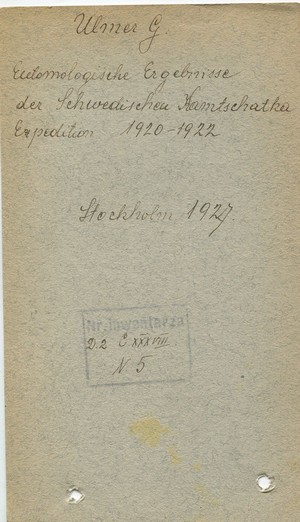 Ulmer G.
Entomologische Ergebnisse
der Schwedischen Kamtschatka
Expedition 1920-1922
Stockholm 1927
Nr. inwentarza
D.2 C XXXVIII
N. 5